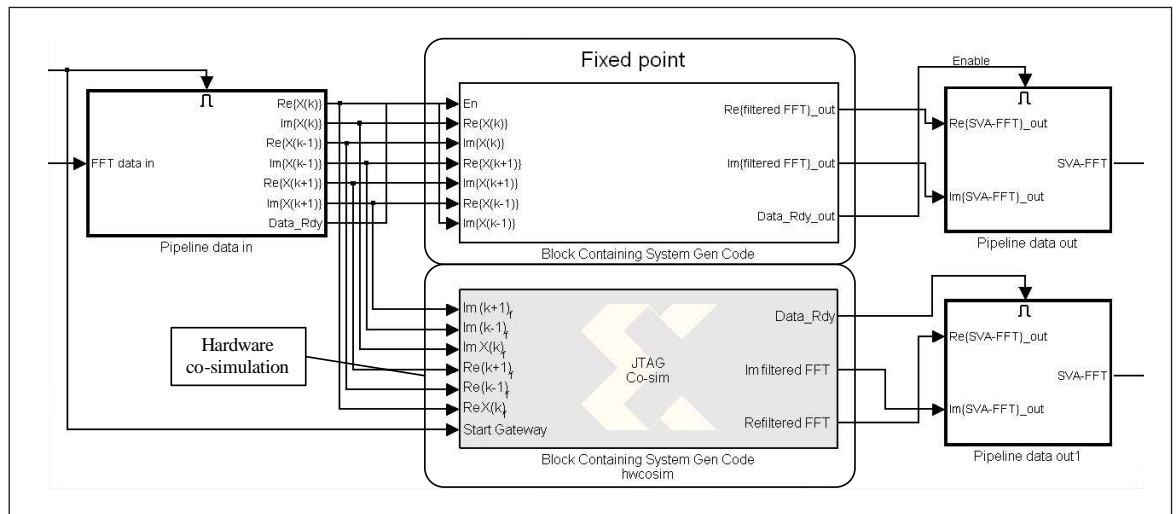 Fixed point
Enable
FFT data in
Re{X(k)}
Im{X(k)}
Re{X(k-1)}
Im{X(k-1)}
Re{X(k+1)}
Im{X(k+1)}
Data_Rdy
Pipeline data in
En
Re{X(k)}
Im{X(k)}
Re{X(k+1)}
Im{X(k+1)}
Re{X(k-1)}
Im{X(k-1)}
Re{filtered FFT}_out
Im{filtered FFT}_out
Data_Rdy_out
Block Containing System Gen Code
Re{SVA-FFT}_out
Im{SVA-FFT}_out
SVA-FFT
Pipeline data out
Hardware
co-simulation
Im (k+1)r
Im (k-1)r
Im X(k)r
Re(k+1)r
Re(k-1)r
Re X(k)r
Start Gateway
JTAG
Co-sim
Data_Rdy
Im filtered FFT
Refiltered FFT
Block Containing System Gen Code
hwcosim
Re{SVA-FFT}_out
Im{SVA-FFT}_out
SVA-FFT
Pipeline data out1